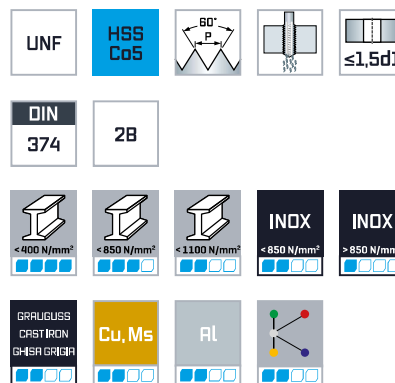 UNF
HSS
Co5
60°
P
≤1,5d1
DIN
374
2B
<400 N/mm²
<850 N/mm²
<1100 N/mm²
INOX
<850 N/mm²
INOX
>850 N/mm²
GRAUGUSS
CAST IRON
GHISA GRIGIA
Cu, Ms
Al